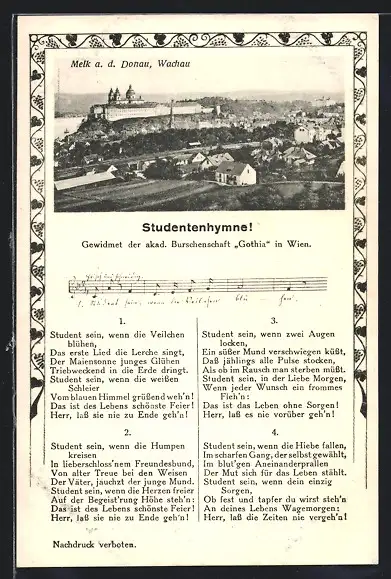 Melk a. d. Donau, Wachau
Studentenhymne!
Gewidmet der akad. Burschenschaft „Gothia" in Wien.
1. Student sein, wenn die Veilchen blühen,
1.
Student sein, wenn die Veilchen
blühen,
Das erste Lied die Lerche singt,
Der Maiensonne junges Glühen
Triebweckend in die Erde dringt.
Student sein, wenn die weißen
Schleier
Vom blauen Himmel grüßend weh'n!
Das ist des Lebens schönste Feier!
Herr, laß sie nie zu Ende geh'n!
2.
Student sein, wenn die Humpen
kreisen
In lieberschloss'nem Freundesbund,
Von alter Treue bei den Weisen
Der Väter, jauchzt der junge Mund.
Student sein, wenn die Herzen freier
Auf der Begeist'rung Höhe steh'n:
Das ist des Lebens schönste Feier!
Herr, laß sie nie zu Ende geh'n!
3.
Student sein, wenn zwei Augen
locken,
Ein süßer Mund verschwiegen küßt,
Daß jählings alle Pulse stocken,
Als ob im Rausch man sterben müßt.
Student sein, in der Liebe Morgen,
Wenn jeder Wunsch ein frommes
Fleh'n:
Das ist das Leben ohne Sorgen!
Herr, laß es nie vorüber geh'n!
4.
Student sein, wenn die Hiebe fallen,
Im scharfen Gang, der selbst gewählt,
Im blut'gen Aneinanderprallen
Der Mut sich für das Leben stählt.
Student sein, wenn dein einzig
Sorgen,
Ob fest und tapfer du wirst steh'n
An deines Lebens Wagemorgen:
Herr, laß die Zeiten nie vergeh'n!
Nachdruck verboten.